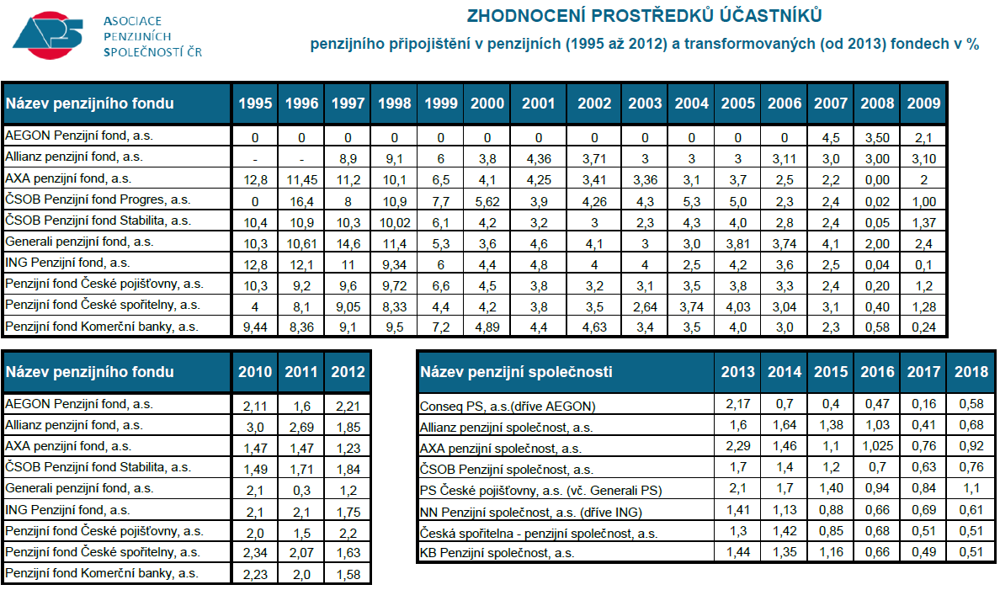 ASOCIACE
PENZIJNÍCH
SPOLEČNOSTÍ ČR
ZHODNOCENÍ PROSTŘEDKŮ ÚČASTNÍKŮ
penzijního připojištění v penzijních (1995 až 2012) a transformovaných (od 2013) fondech v %
Název penzijního fondu 1995 1996 1997 1998 1999 2000 2001 2002 2003 2004 2005 2006 2007 2008 2009
AEGON Penzijní fond, a.s. 0 0 0 0 0 0 0 0 0 0 0 0 4,5 3,50 2,1
Allianz penzijní fond, a.s. - - 8,9 9,1 6 3,8 4,36 3,71 3 3 3 3,11 3,0 3,00 3,10
AXA penzijní fond, a.s. 12,8 11,45 11,2 10,1 6,5 4,1 4,25 3,41 3,36 3,1 3,7 2,5 2,2 0,00 2
ČSOB Penzijní fond Progres, a.s. 0 16,4 8 10,9 7,7 5,62 3,9 4,26 4,3 5,3 5,0 2,3 2,4 0,02 1,00
ČSOB Penzijní fond Stabilita, a.s. 10,4 10,9 10,3 10,02 6,1 4,2 3,2 3 2,3 4,3 4,0 2,8 2,4 0,05 1,37
Generali penzijní fond, a.s. 10,3 10,61 14,6 11,4 5,3 3,6 4,6 4,1 3 3,0 3,81 3,74 4,1 2,00 2,4
ING Penzijní fond, a.s. 12,8 12,1 11 9,34 6 4,4 4,8 4 4 2,5 4,2 3,6 2,5 0,04 0,1
Penzijní fond České pojišťovny, a.s. 10,3 9,2 9,6 9,72 6,6 4,5 3,8 3,2 3,1 3,5 3,8 3,3 2,4 0,20 1,2
Penzijní fond České spořitelny, a.s. 4 8,1 9,05 8,33 4,4 4,2 3,8 3,5 2,64 3,74 4,03 3,04 3,1 0,40 1,28
Penzijní fond Komerční banky, a.s. 9,44 8,36 9,1 9,5 7,2 4,89 4,4 4,63 3,4 3,5 4,0 3,0 2,3 0,58 0,24
Název penzijního fondu 2010 2011 2012
AEGON Penzijní fond, a.s. 2,11 1,6 2,21
Allianz penzijní fond, a.s. 3,0 2,69 1,85
AXA penzijní fond, a.s. 1,47 1,47 1,23
ČSOB Penzijní fond Stabilita, a.s. 1,49 1,71 1,84
Generali penzijní fond, a.s. 2,1 0,3 1,2
ING Penzijní fond, a.s. 2,1 2,1 1,75
Penzijní fond České pojišťovny, a.s. 2,0 1,5 2,2
Penzijní fond České spořitelny, a.s. 2,34 2,07 1,63
Penzijní fond Komerční banky, a.s. 2,23 2,0 1,58
Název penzijní společnosti 2013 2014 2015 2016 2017 2018
Conseq PS, a.s.(dříve AEGON) 2,17 0,7 0,4 0,47 0,16 0,58
Allianz penzijní společnost, a.s. 1,6 1,64 1,38 1,03 0,41 0,68
AXA penzijní společnost, a.s. 2,29 1,46 1,1 1,025 0,76 0,92
ČSOB Penzijní společnost, a.s. 1,7 1,4 1,2 0,7 0,63 0,76
PS České pojišťovny, a.s. (vč. Generali PS) 2,1 1,7 1,40 0,94 0,84 1,1
NN Penzijní společnost, a.s. (dříve ING) 1,41 1,13 0,88 0,66 0,69 0,61
Česká spořitelna - penzijní společnost, a.s. 1,3 1,42 0,85 0,68 0,51 0,51
KB Penzijní společnost, a.s. 1,44 1,35 1,16 0,66 0,49 0,51